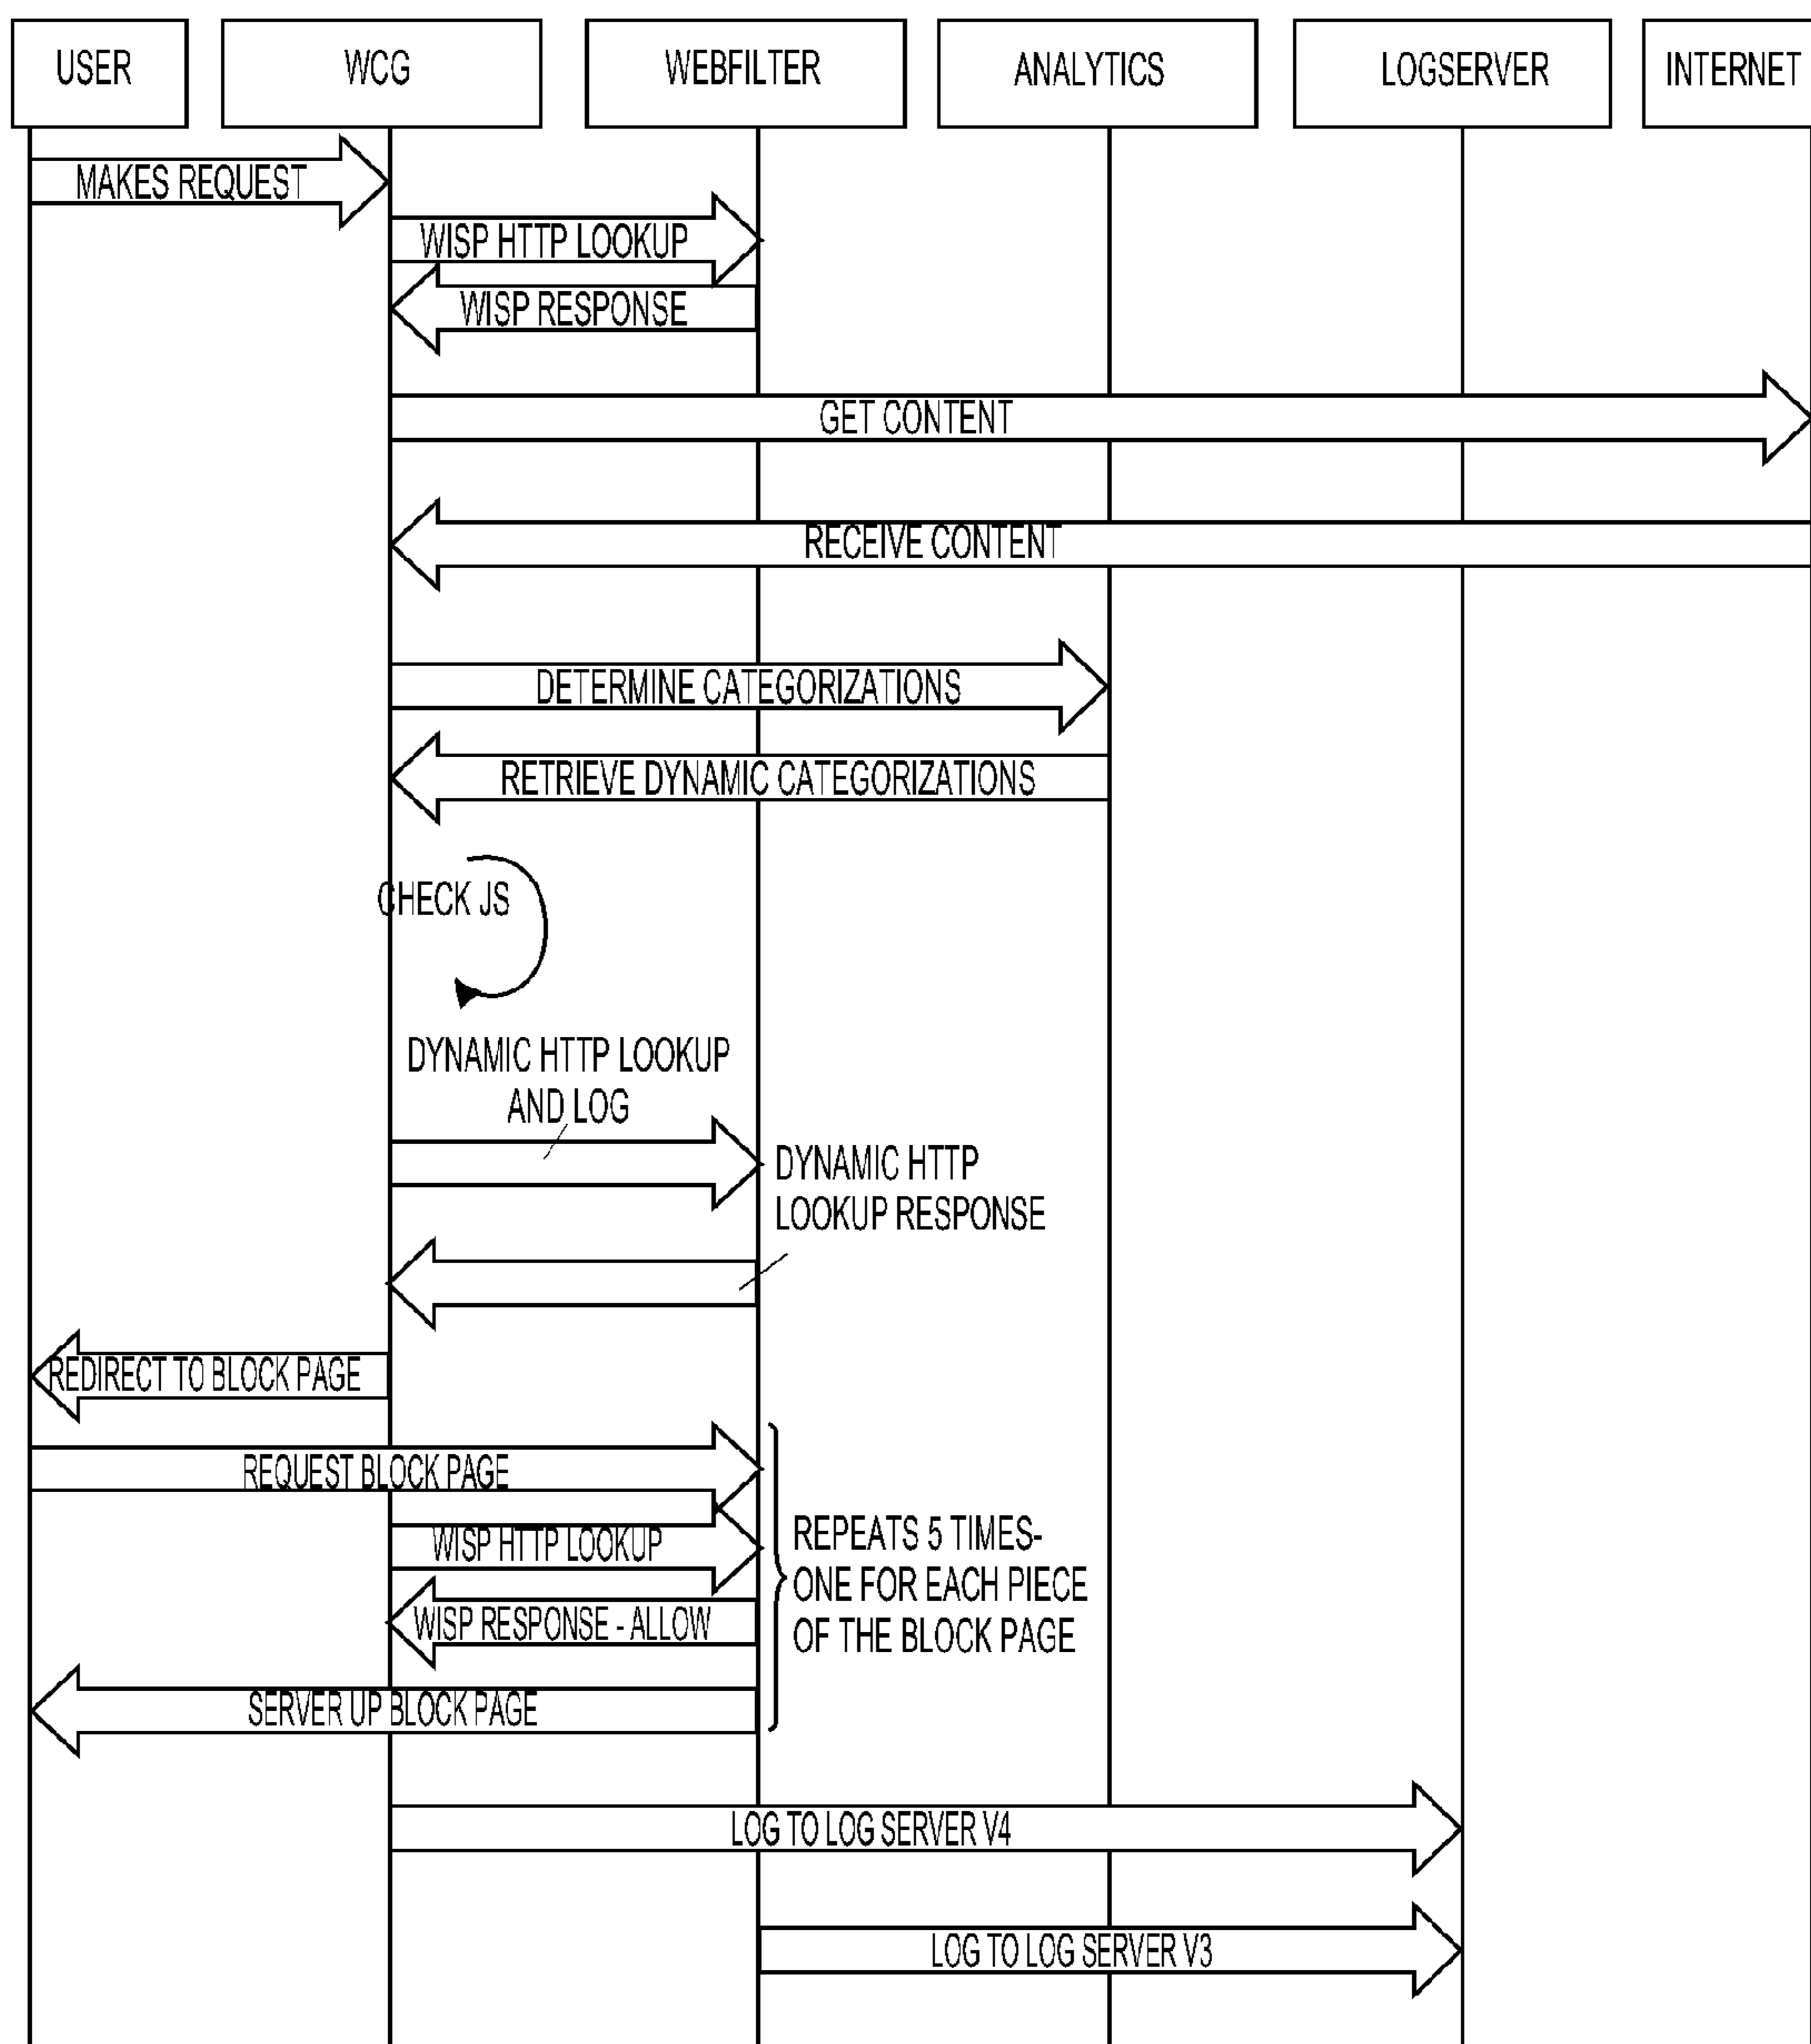 USER
WCG
WEBFILTER
ANALYTICS
LOGSERVER
INTERNET
MAKES REQUEST
WISP HTTP LOOKUP
WISP RESPONSE
GET CONTENT
RECEIVE CONTENT
DETERMINE CATEGORIZATIONS
RETRIEVE DYNAMIC CATEGORIZATIONS
CHECK JS
DYNAMIC HTTP LOOKUP
AND LOG
DYNAMIC HTTP
LOOKUP RESPONSE
REDIRECT TO BLOCK PAGE
REQUEST BLOCK PAGE
WISP HTTP LOOKUP
WISP RESPONSE - ALLOW
REPEATS 5 TIMES-
ONE FOR EACH PIECE
OF THE BLOCK PAGE
SERVER UP BLOCK PAGE
LOG TO LOG SERVER V4
LOG TO LOG SERVER V3